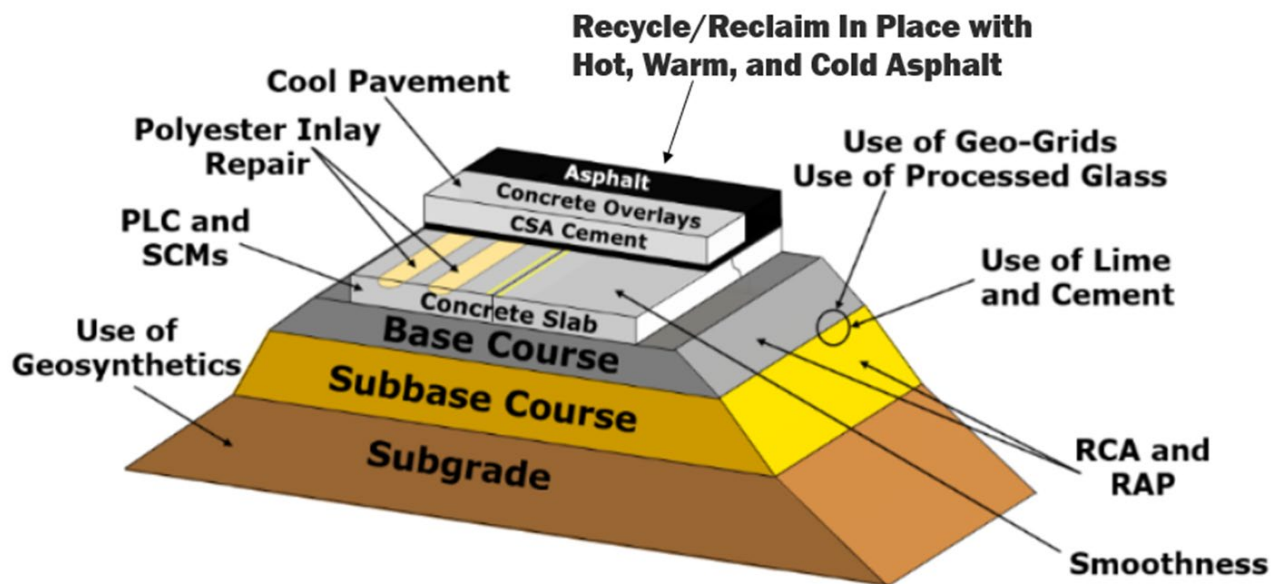 Recycle/Reclaim In Place with
Hot, Warm, and Cold Asphalt
Cool Pavement
Polyester Inlay
Repair
Use of Geo-Grids
Use of Processed Glass
PLC and
SCMs
Use of Lime
and Cement
Use of
Geosynthetics
Asphalt
Concrete Overlays
CSA Cement
Concrete Slab
Base Course
Subbase Course
Subgrade
RCA and
RAP
Smoothness